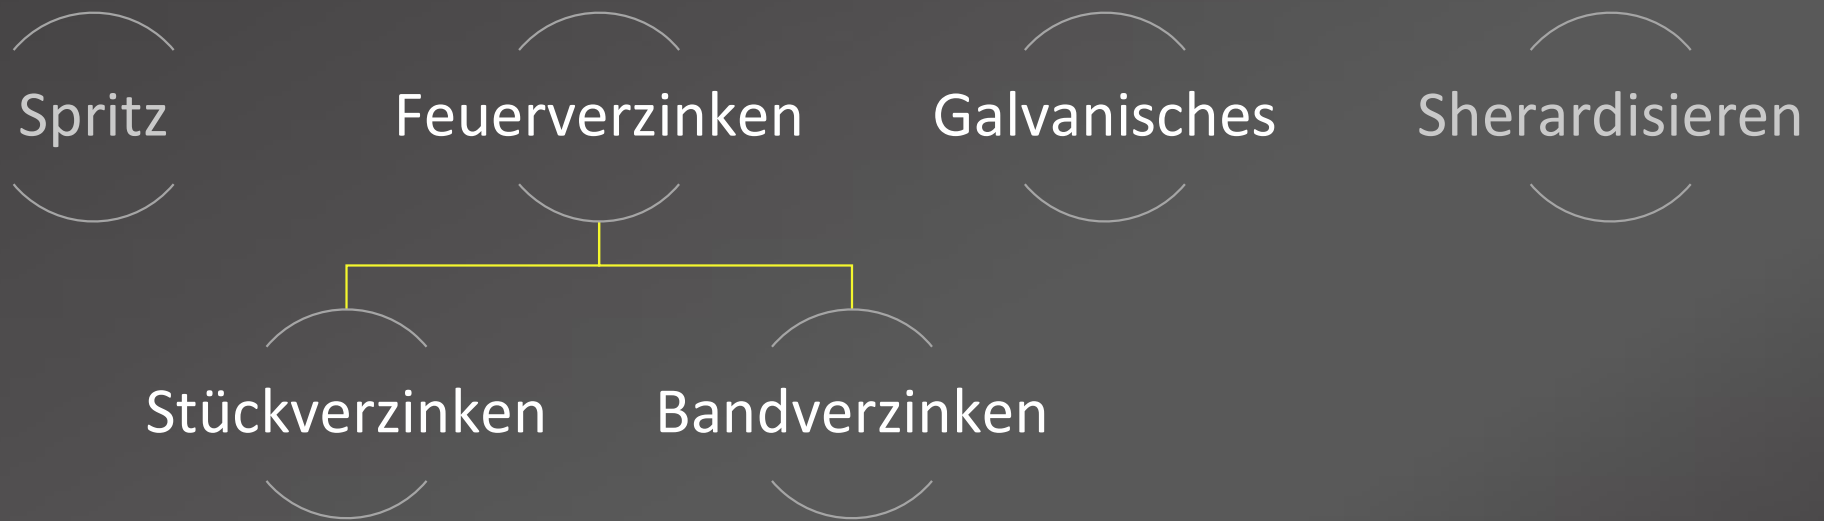 Spritz
Feuerverzinken
Galvanisches
Sherardisieren
Stückverzinken
Bandverzinken